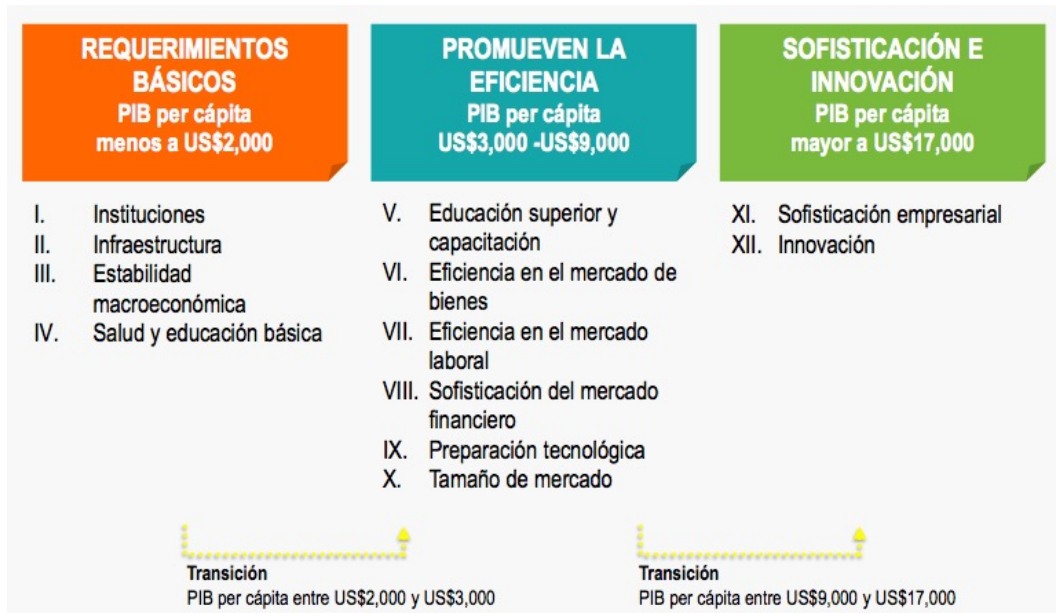 REQUERIMIENTOS
BÁSICOS
PIB per cápita
menos a US$2,000
I. Instituciones
II. Infraestructura
III. Estabilidad
macroeconómica
IV. Salud y educación básica
PROMUEVEN LA
EFICIENCIA
PIB per cápita
US$3,000 -US$9,000
V. Educación superior y
capacitación
VI. Eficiencia en el mercado de
bienes
VII. Eficiencia en el mercado
laboral
VIII. Sofisticación del mercado
financiero
IX. Preparación tecnológica
X. Tamaño de mercado
SOFISTICACIÓN E
INNOVACIÓN
PIB per cápita
mayor a US$17,000
XI. Sofisticación empresarial
XII. Innovación
Transición
PIB per cápita entre US$2,000 y US$3,000
Transición
PIB per cápita entre US$9,000 y US$17,000